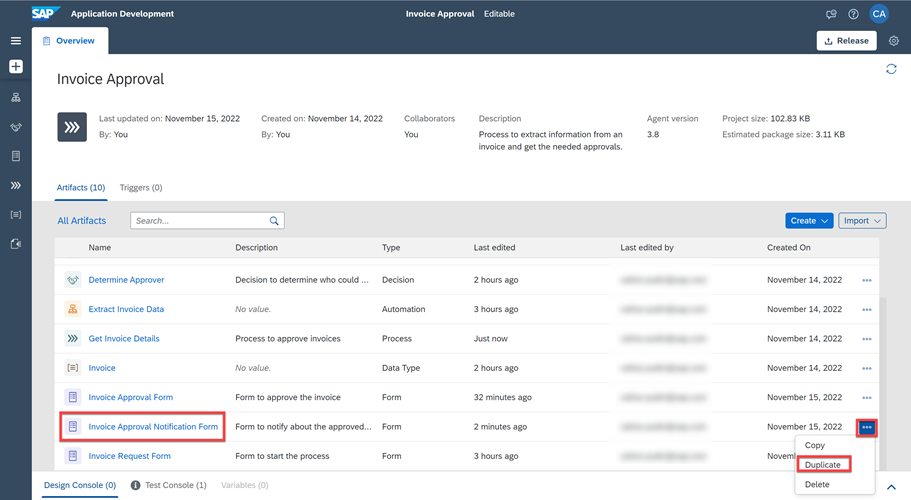 SAP Application Development Invoice Approval Editable CA
Overview Release
Invoice Approval
Last updated on: November 15, 2022 Created on: November 14, 2022 Collaborators Description Agent version Project size: 102.83 KB
By: You By: You You Process to extract information from an 3.8 Estimated package size: 3.11 KB
invoice and get the needed approvals.
Artifacts (10) Triggers (0)
All Artifacts Search... Create Import
Name Description Type Last edited Last edited by Created On
Determine Approver Decision to determine who could ... Decision 2 hours ago November 14, 2022
Extract Invoice Data No value. Automation 3 hours ago November 14, 2022
Get Invoice Details Process to approve invoices Process Just now November 14, 2022
Invoice No value. Data Type 2 hours ago November 14, 2022
Invoice Approval Form Form to approve the invoice Form 32 minutes ago November 15, 2022
Invoice Approval Notification Form Form to notify about the approved... Form 2 minutes ago November 15, 2022
Invoice Request Form Form to start the process Form 3 hours ago
Copy
Duplicate
Delete
Design Console (0) Test Console (1) Variables (0)